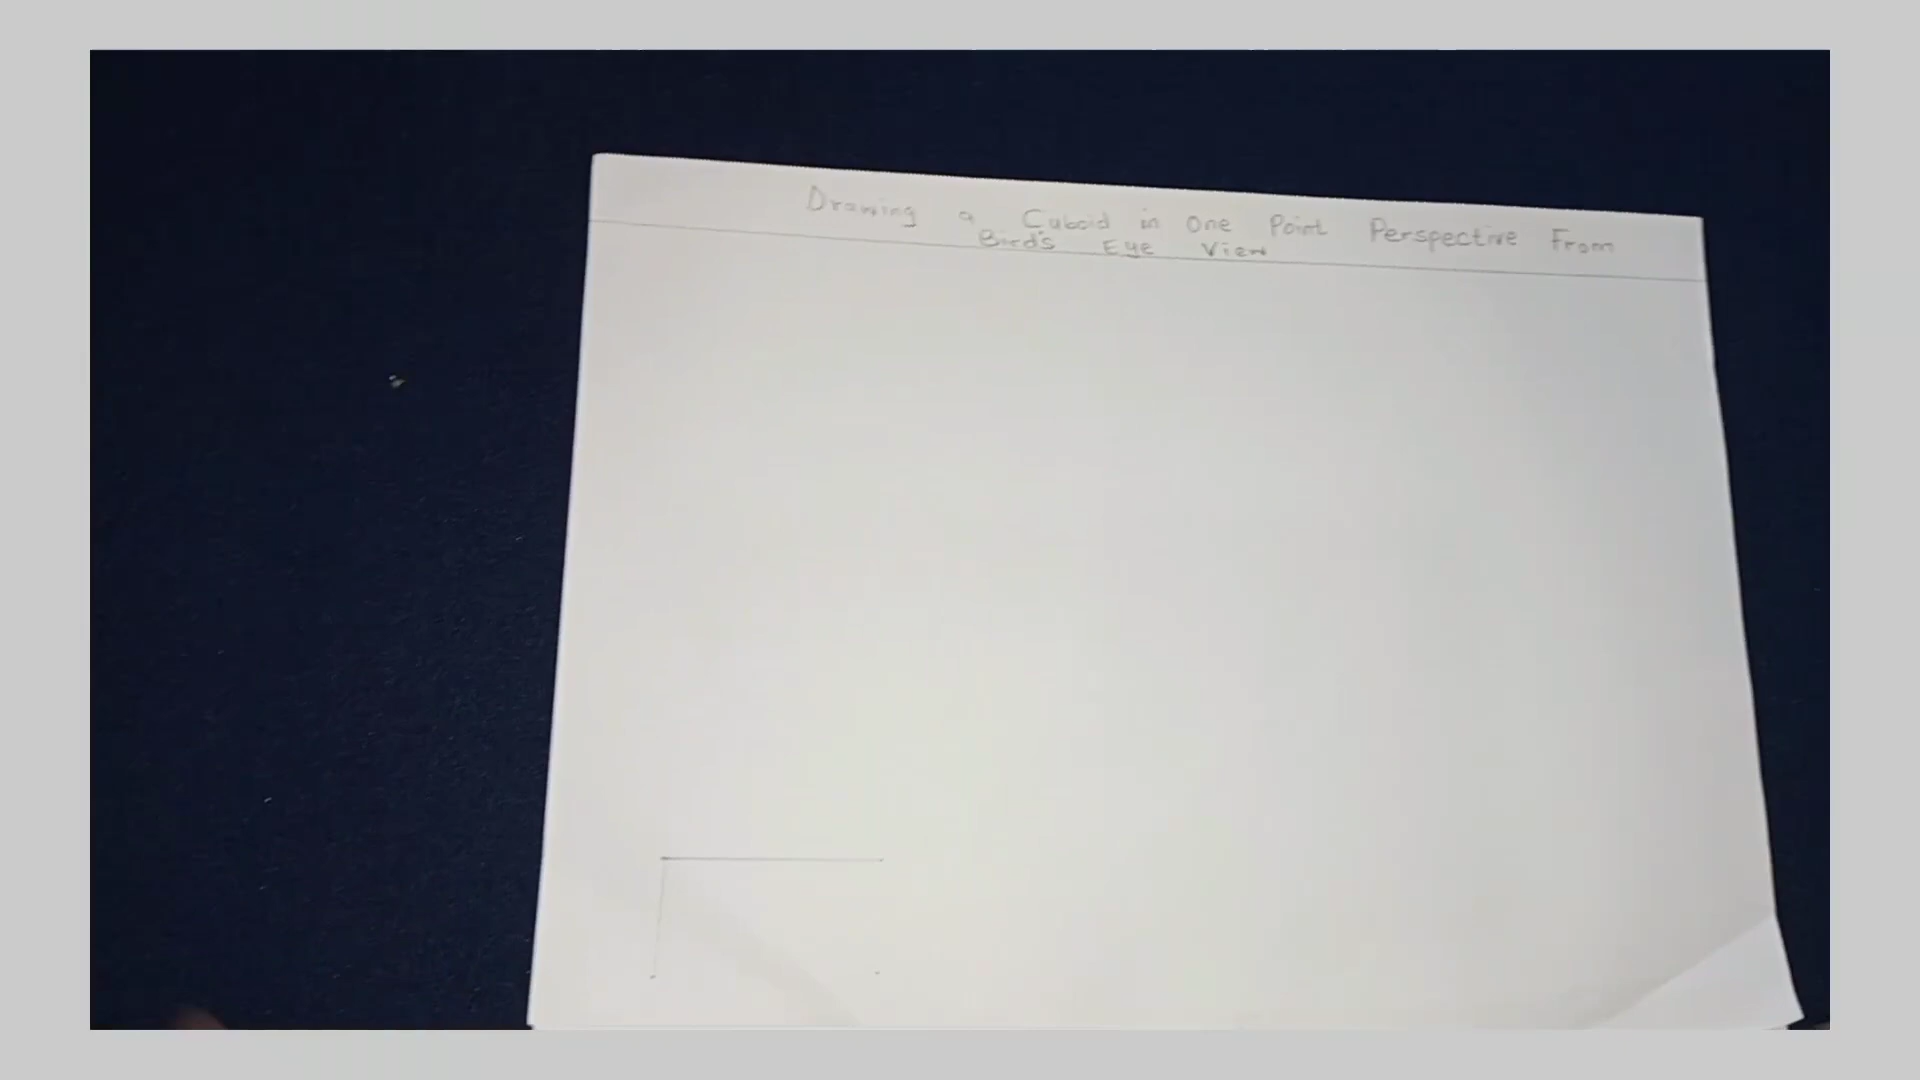 Drawing a Cuboid in One Point Perspective From
Bird's Eye View